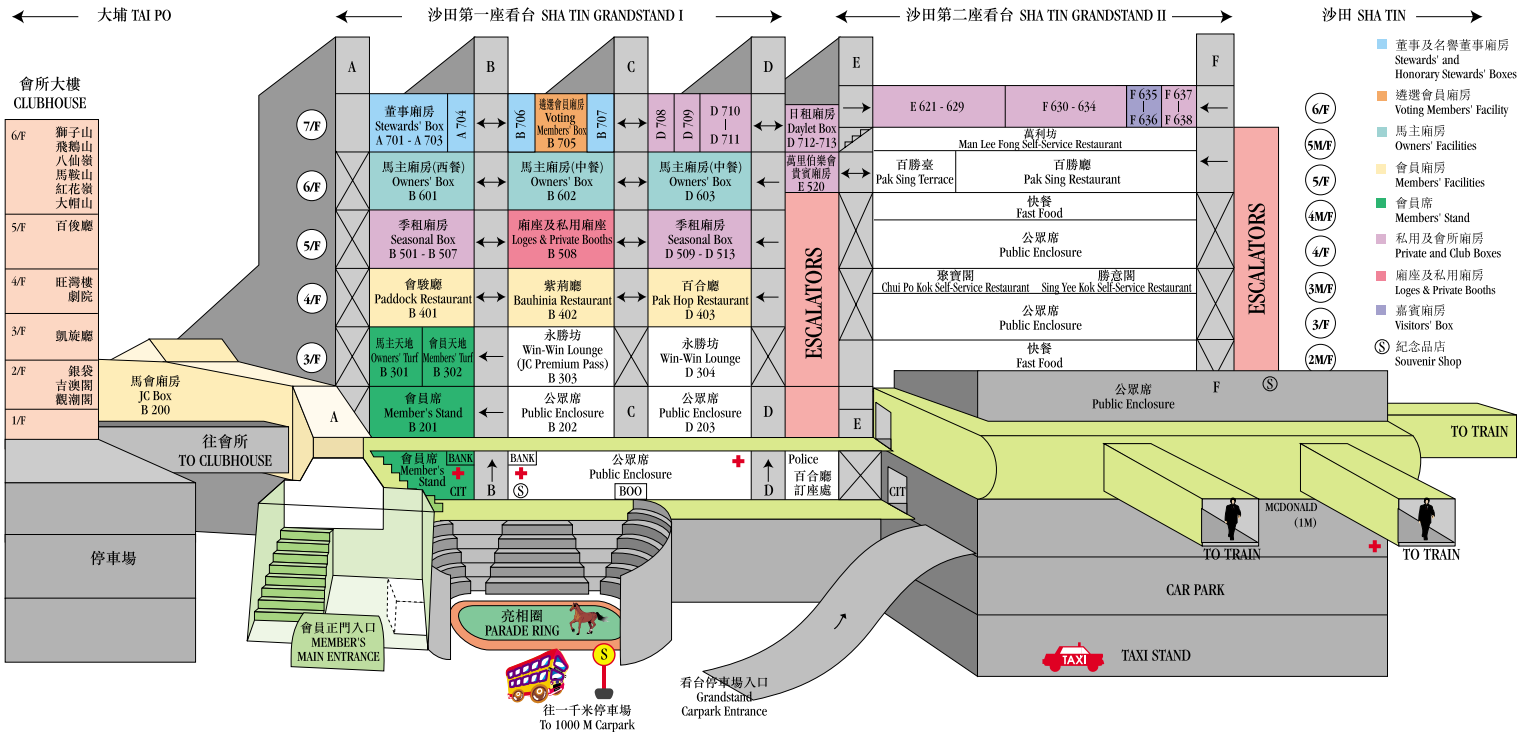 大埔 TAI PO
沙田第一座看台 SHA TIN GRANDSTAND I
沙田第二座看台 SHA TIN GRANDSTAND II
沙田 SHA TIN
會所大樓
CLUBHOUSE
6/F
獅子山
飛鵝山
八仙嶺
馬鞍山
紅花嶺
大帽山
5/F
百俊廳
4/F
旺灣樓
劇院
3/F
凱旋廳
2/F
銀袋
吉澳閣
觀潮閣
1/F
停車場
往會所
TO CLUBHOUSE
馬會廂房
JC Box
B 200
A
B
C
D
E
F
7/F
董事廂房
Stewards' Box
A 701 - A 703
A 704
B 706
遴選會員廂房
Voting
Members' Box
B 705
B 707
D 708
D 709
D 710
D 711
日租廂房
Daylet Box
D 712-713
6/F
馬主廂房(西餐)
Owners' Box
B 601
馬主廂房(中餐)
Owners' Box
B 602
馬主廂房(中餐)
Owners' Box
D 603
萬里伯樂會
貴賓廂房
E 520
5/F
季租廂房
Seasonal Box
B 501 - B 507
廂座及私用廂座
Loges & Private Booths
B 508
季租廂房
Seasonal Box
D 509 - D 513
4/F
會駿廳
Paddock Restaurant
B 401
紫荊廳
Bauhinia Restaurant
B 402
百合廳
Pak Hop Restaurant
D 403
3/F
馬主天地
Owners' Turf
B 301
會員天地
Members' Turf
B 302
永勝坊
Win-Win Lounge
(JC Premium Pass)
B 303
永勝坊
Win-Win Lounge
D 304
A
會員席
Member's Stand
B 201
公眾席
Public Enclosure
B 202
C
公眾席
Public Enclosure
D 203
D
E
ESCALATORS
會員席
Member's
Stand
BANK
CIT
B
BANK
S
公眾席
Public Enclosure
BOO
D
Police
百合廳
訂座處
CIT
E 621 - 629
F 630 - 634
F 635
F 636
F 637
F 638
萬利坊
Man Lee Fong Self-Service Restaurant
百勝臺
Pak Sing Terrace
百勝廳
Pak Sing Restaurant
快餐
Fast Food
公眾席
Public Enclosure
聚寶閣
Chui Po Kok Self-Service Restaurant
勝意閣
Sing Yee Kok Self-Service Restaurant
公眾席
Public Enclosure
快餐
Fast Food
公眾席
Public Enclosure
F
S
ESCALATORS
6/F
5M/F
5/F
4M/F
4/F
3M/F
3/F
2M/F
董事及名譽董事廂房
Stewards' and
Honorary Stewards' Boxes
遴選會員廂房
Voting Members' Facility
馬主廂房
Owners' Facilities
會員廂房
Members' Facilities
會員席
Members' Stand
私用及會所廂房
Private and Club Boxes
廂座及私用廂房
Loges & Private Booths
嘉賓廂房
Visitors' Box
S 紀念品店
Souvenir Shop
TO TRAIN
MCDONALD
(1M)
TO TRAIN
TO TRAIN
CAR PARK
TAXI
TAXI STAND
會員正門入口
MEMBER'S
MAIN ENTRANCE
亮相圈
PARADE RING
S
往一千米停車場
To 1000 M Carpark
看台停車場入口
Grandstand
Carpark Entrance